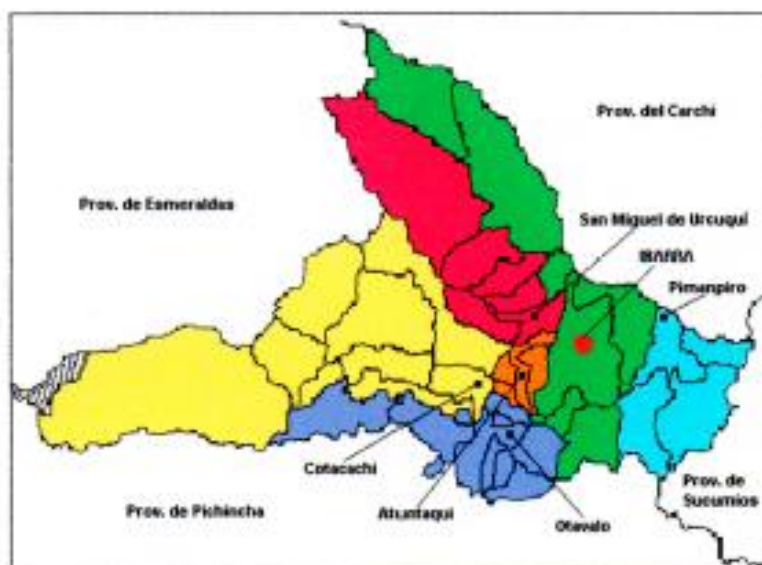 Prov. del Carchi
Prov. de Esmeraldas
San Miguel de Urcuquí
IBARRA
Pimanpiro
Cotacachi
Prov. de
Sucumios
Prov. de Pichincha
Atuntaqui
Otavalo